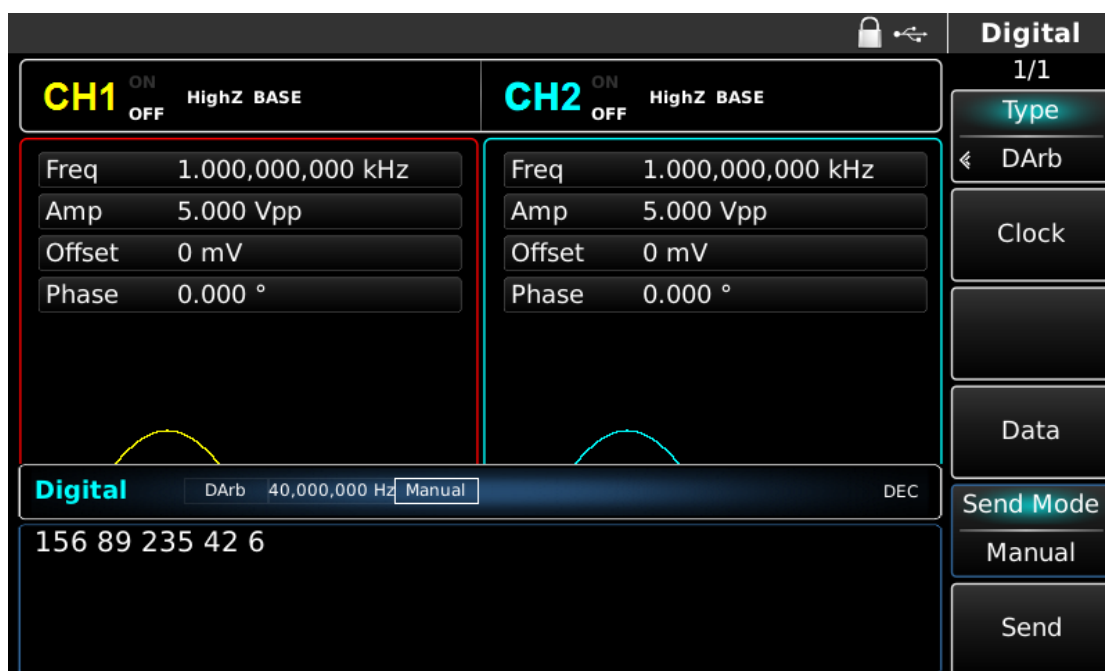 Digital
1/1
CH1 ON OFF HighZ BASE
CH2 ON OFF HighZ BASE
Type
DArb
Freq 1.000,000,000 kHz
Amp 5.000 Vpp
Offset 0 mV
Phase 0.000 °
Freq 1.000,000,000 kHz
Amp 5.000 Vpp
Offset 0 mV
Phase 0.000 °
Clock
Data
Digital DArb 40,000,000 Hz Manual DEC
156 89 235 42 6
Send Mode
Manual
Send